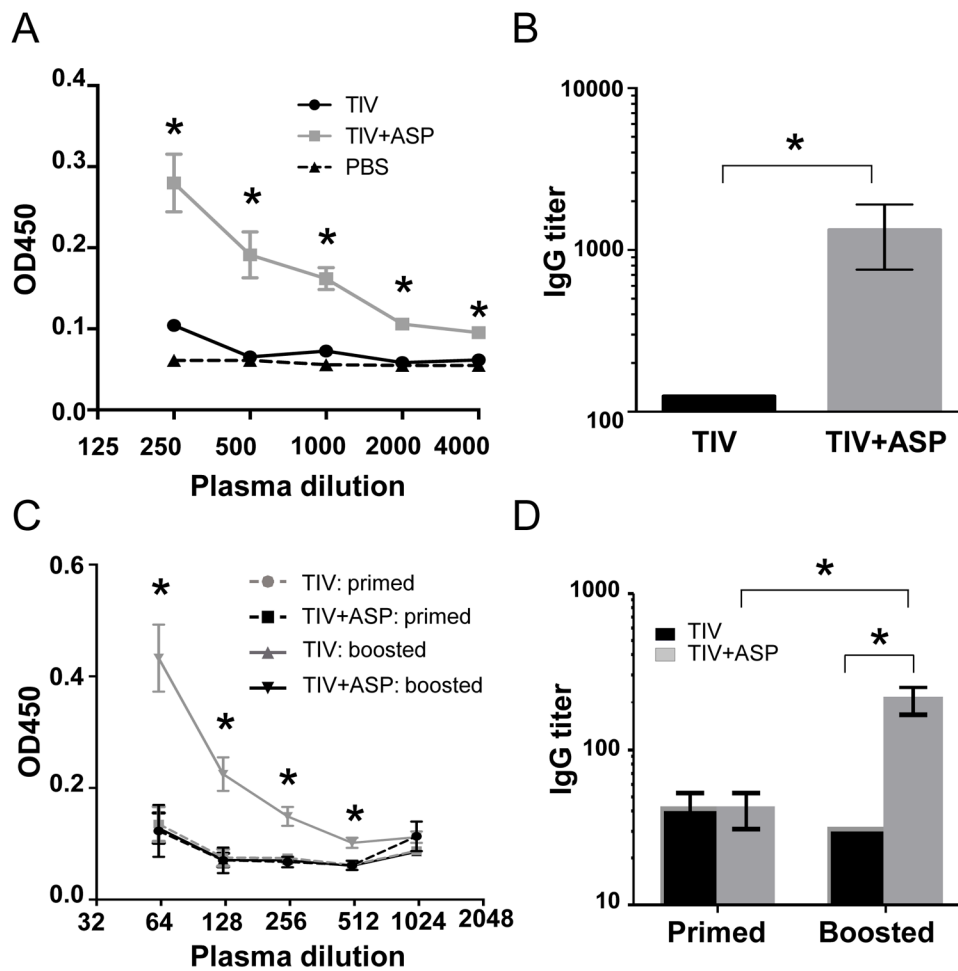 A
0.4
0.3
0.2
0.1
0.0
OD450
TIV
TIV+ASP
PBS
*
*
*
*
*
125 250 500 1000 2000 4000
Plasma dilution
B
10000
1000
100
IgG titer
*
TIV TIV+ASP
C
0.6
0.4
0.2
0.0
OD450
TIV: primed
TIV+ASP: primed
TIV: boosted
TIV+ASP: boosted
*
*
*
*
32 64 128 256 512 1024 2048
Plasma dilution
D
1000
100
10
IgG titer
TIV
TIV+ASP
*
*
Primed Boosted